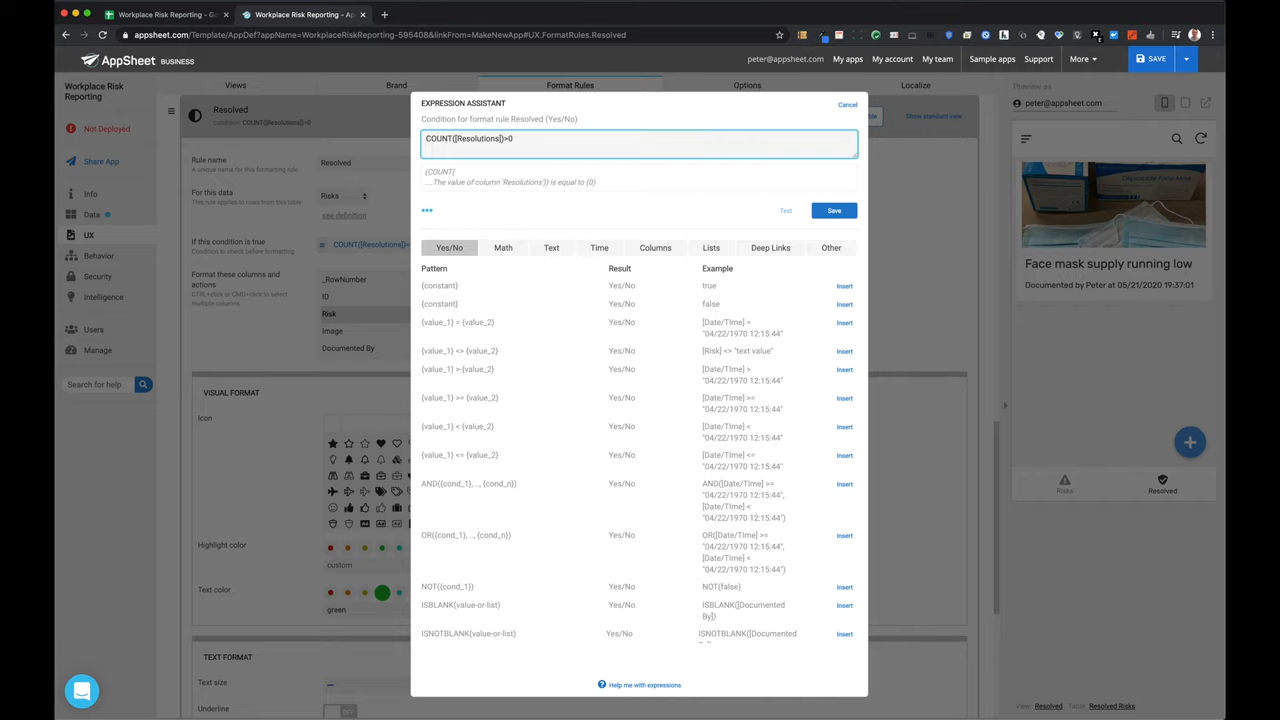 Workplace Risk Reporting - Go
Workplace Risk Reporting - Ap
appsheet.com/Template/AppDef?appName=WorkplaceRiskReporting-595408&linkFrom=MakeNew­App#UX.FormatRules.Resolved
AppSheet BUSINESS
peter@appsheet.com My apps My account My team Sample apps Support More SAVE
Workplace Risk
Reporting
Not Deployed
Share App
Info
Data
UX
Behavior
Security
Intelligence
Users
Manage
Search for help
Views Brand Format Rules Options Localize
Resolved
condition: COUNT([Resolutions])>0
Show standard view
Rule name
A unique name for this formatting rule.
Resolved
For this data
This rule applies to rows from this table
Risks
see definition
If this condition is true
Condition to check before formatting
= COUNT([Resolutions])>
Format these columns and
actions
CTRL+click or CMD+click to select
multiple columns.
_RowNumber
ID
Risk
Image
Documented By
VISUAL FORMAT
Icon
Highlight color
custom
Text color
green
TEXT FORMAT
Text size
Underline
OFF
EXPRESSION ASSISTANT
Cancel
Condition for format rule Resolved (Yes/No)
COUNT([Resolutions])>0
(COUNT(
....The value of column 'Resolutions')) is equal to (0)
Test
Save
Yes/No Math Text Time Columns Lists Deep Links Other
Pattern Result Example
{constant} Yes/No true Insert
{constant} Yes/No false Insert
{value_1} = {value_2} Yes/No [Date/TIme] = Insert
"04/22/1970 12:15:44"
{value_1} <> {value_2} Yes/No [Risk] <> "text value" Insert
{value_1} > {value_2} Yes/No [Date/TIme] > Insert
"04/22/1970 12:15:44"
{value_1} >= {value_2} Yes/No [Date/TIme] >= Insert
"04/22/1970 12:15:44"
{value_1} < {value_2} Yes/No [Date/TIme] < Insert
"04/22/1970 12:15:44"
{value_1} <= {value_2} Yes/No [Date/TIme] <= Insert
"04/22/1970 12:15:44"
AND({cond_1}, .., {cond_n}) Yes/No AND([Date/TIme] >= Insert
"04/22/1970 12:15:44",
[Date/TIme] <
"04/22/1970 12:15:44")
OR({cond_1}, .., {cond_n}) Yes/No OR([Date/TIme] >= Insert
"04/22/1970 12:15:44",
[Date/TIme] <
"04/22/1970 12:15:44")
NOT({cond_1}) Yes/No NOT(false) Insert
ISBLANK(value-or-list) Yes/No ISBLANK([Documented Insert
By])
ISNOTBLANK(value-or-list) Yes/No ISNOTBLANK([Documented Insert
Help me with expressions
Preview as
peter@appsheet.com
Face mask supply running low
Documented by Peter at 05/21/2020 19:37:01
Risks
Resolved
View: Resolved Table: Resolved Risks